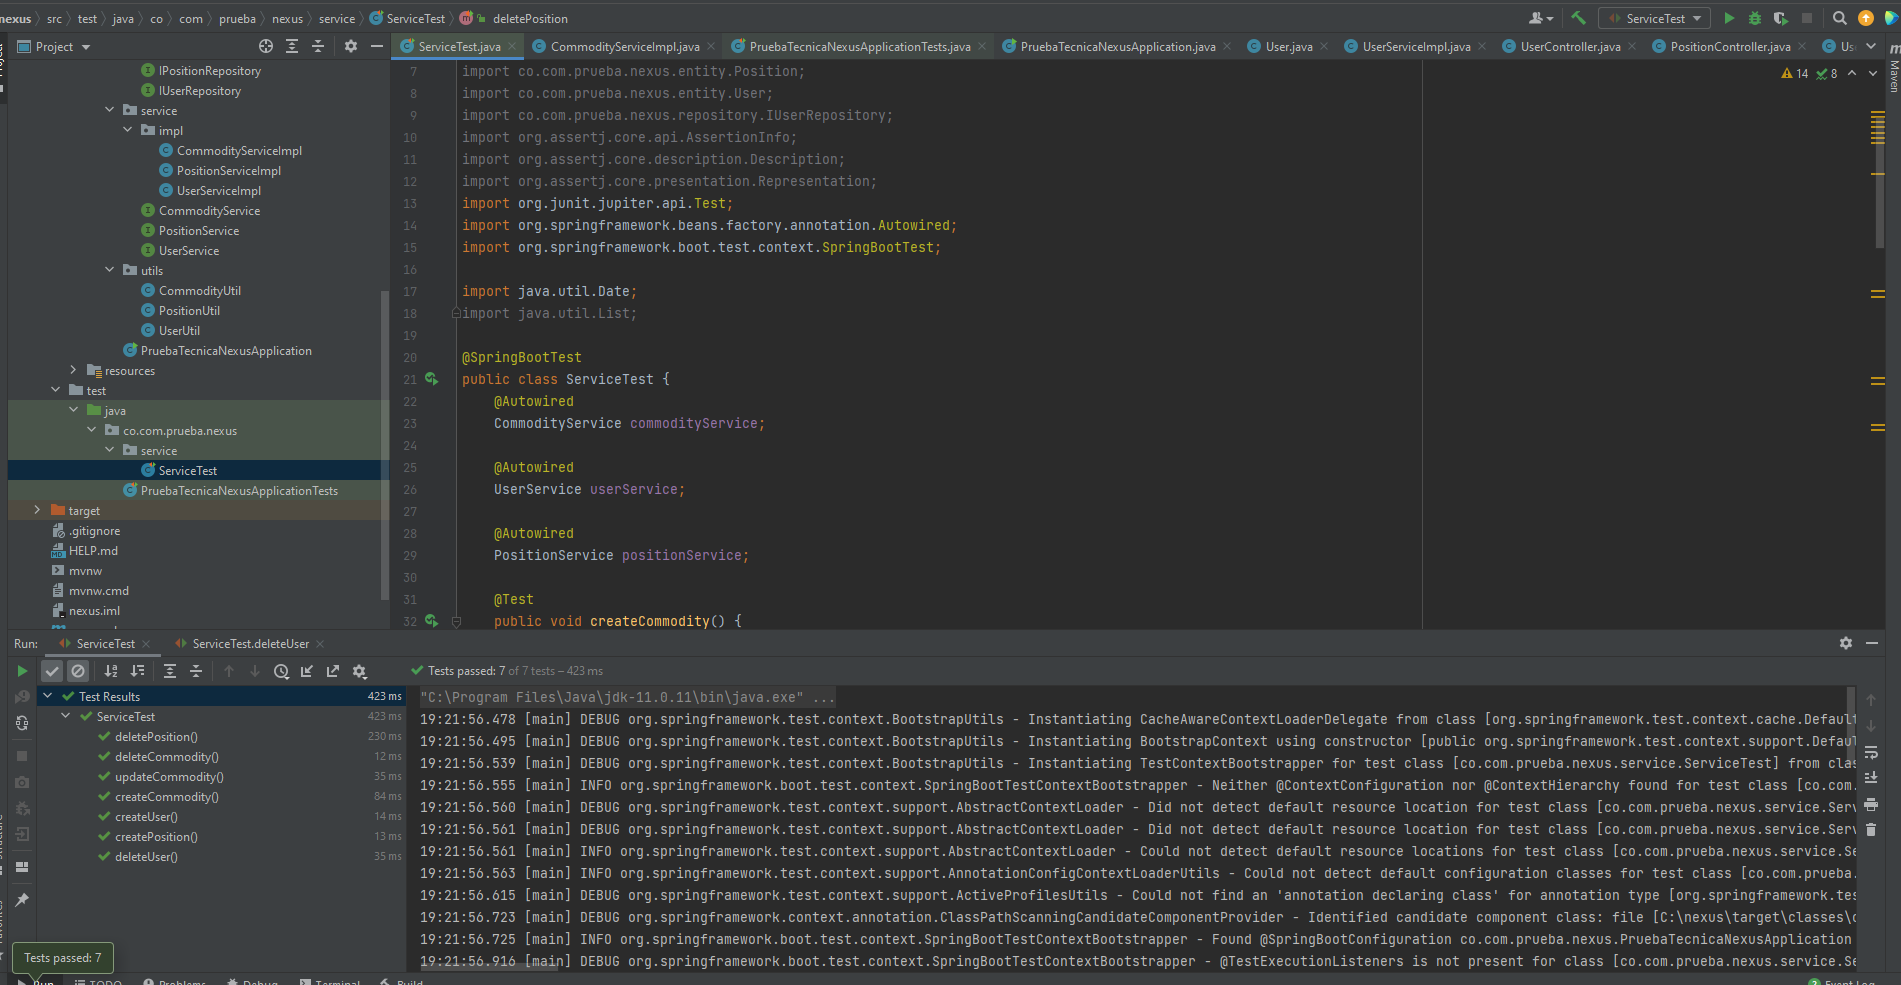 nexus src test java co com prueba nexus service ServiceTest deletePosition
ServiceTest
Project
ServiceTest.java CommodityServiceImpl.java PruebaTecnicaNexusApplicationTests.java PruebaTecnicaNexusApplication.java User.java UserServiceImpl.java UserController.java PositionController.java Us
Maven
14 8
IPositionRepository
IUserRepository
service
impl
CommodityServiceImpl
PositionServiceImpl
UserServiceImpl
CommodityService
PositionService
UserService
utils
CommodityUtil
PositionUtil
UserUtil
PruebaTecnicaNexusApplication
resources
test
java
co.com.prueba.nexus
service
ServiceTest
PruebaTecnicaNexusApplicationTests
target
.gitignore
HELP.md
mvnw
mvnw.cmd
nexus.iml
7 import co.com.prueba.nexus.entity.Position;
8 import co.com.prueba.nexus.entity.User;
9 import co.com.prueba.nexus.repository.IUserRepository;
10 import org.assertj.core.api.AssertionInfo;
11 import org.assertj.core.description.Description;
12 import org.assertj.core.presentation.Representation;
13 import org.junit.jupiter.api.Test;
14 import org.springframework.beans.factory.annotation.Autowired;
15 import org.springframework.boot.test.context.SpringBootTest;
16
17 import java.util.Date;
18 import java.util.List;
19
20 @SpringBootTest
21 public class ServiceTest {
22 @Autowired
23 CommodityService commodityService;
24
25 @Autowired
26 UserService userService;
27
28 @Autowired
29 PositionService positionService;
30
31 @Test
32 public void createCommodity() {
Run: ServiceTest ServiceTest.deleteUser
Tests passed: 7 of 7 tests – 423 ms
Test Results 423 ms
ServiceTest 423 ms
deletePosition() 230 ms
deleteCommodity() 12 ms
updateCommodity() 35 ms
createCommodity() 84 ms
createUser() 14 ms
createPosition() 13 ms
deleteUser() 35 ms
"C:\Program Files\Java\jdk-11.0.11\bin\java.exe" ...
19:21:56.478 [main] DEBUG org.springframework.test.context.BootstrapUtils - Instantiating CacheAwareContextLoaderDelegate from class [org.springframework.test.context.cache.Default
19:21:56.495 [main] DEBUG org.springframework.test.context.BootstrapUtils - Instantiating BootstrapContext using constructor [public org.springframework.test.context.support.Defau
19:21:56.539 [main] DEBUG org.springframework.test.context.BootstrapUtils - Instantiating TestContextBootstrapper for test class [co.com.prueba.nexus.service.ServiceTest] from clas
19:21:56.555 [main] INFO org.springframework.boot.test.context.SpringBootTestContextBootstrapper - Neither @ContextConfiguration nor @ContextHierarchy found for test class [co.com.
19:21:56.560 [main] DEBUG org.springframework.test.context.support.AbstractContextLoader - Did not detect default resource location for test class [co.com.prueba.nexus.service.Serv
19:21:56.561 [main] DEBUG org.springframework.test.context.support.AbstractContextLoader - Did not detect default resource location for test class [co.com.prueba.nexus.service.Serv
19:21:56.561 [main] INFO org.springframework.test.context.support.AbstractContextLoader - Could not detect default resource locations for test class [co.com.prueba.nexus.service.Se
19:21:56.563 [main] INFO org.springframework.test.context.support.AnnotationConfigContextLoaderUtils - Could not detect default configuration classes for test class [co.com.prueba.
19:21:56.615 [main] DEBUG org.springframework.test.context.support.ActiveProfilesUtils - Could not find an 'annotation declaring class' for annotation type [org.springframework.tes
19:21:56.723 [main] DEBUG org.springframework.context.annotation.ClassPathScanningCandidateComponentProvider - Identified candidate component class: file [C:\nexus\target\classes\c
19:21:56.725 [main] INFO org.springframework.boot.test.context.SpringBootTestContextBootstrapper - Found @SpringBootConfiguration co.com.prueba.nexus.PruebaTecnicaNexusApplication
19:21:56.916 [main] DEBUG org.springframework.boot.test.context.SpringBootTestContextBootstrapper - @TestExecutionListeners is not present for class [co.com.prueba.nexus.service.Se
Tests passed: 7
Run TODO Problems Debug Terminal Build Event Log